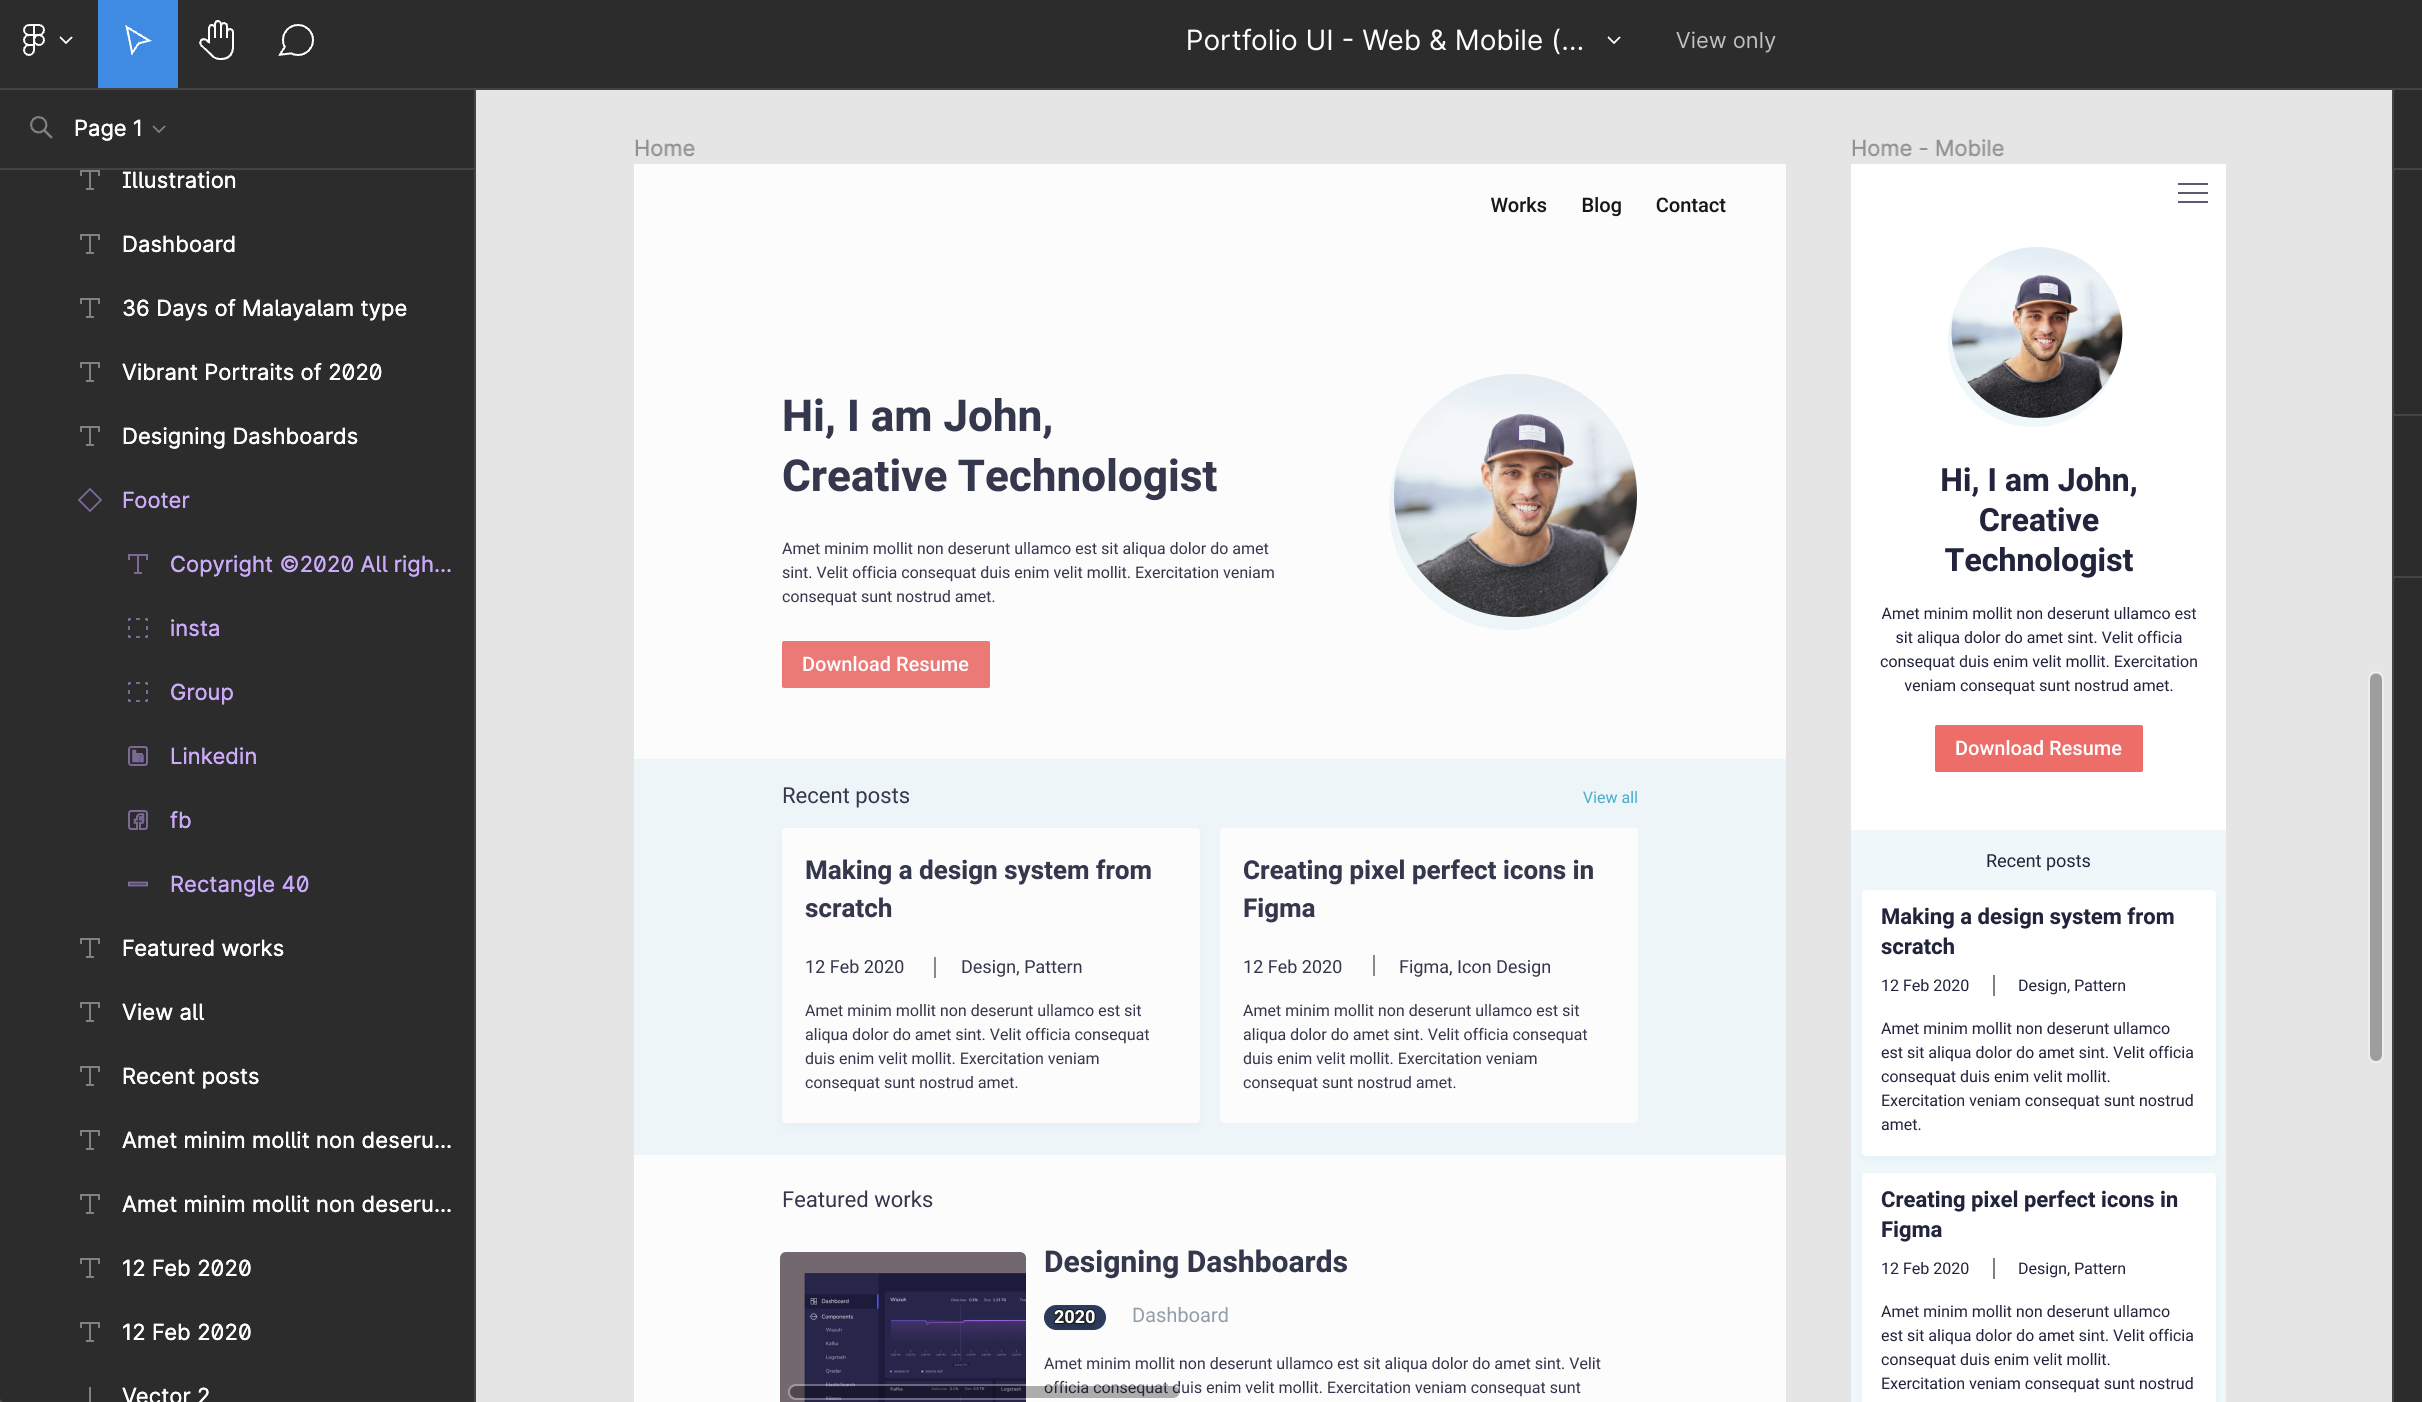 Portfolio UI - Web & Mobile (...
View only
Page 1
Illustration
Dashboard
36 Days of Malayalam type
Vibrant Portraits of 2020
Designing Dashboards
Footer
Copyright ©2020 All righ...
insta
Group
Linkedin
fb
Rectangle 40
Featured works
View all
Recent posts
Amet minim mollit non deseru...
Amet minim mollit non deseru...
12 Feb 2020
12 Feb 2020
Vector 2
Home
Works Blog Contact
Hi, I am John,
Creative Technologist
Amet minim mollit non deserunt ullamco est sit aliqua dolor do amet
sint. Velit officia consequat duis enim velit mollit. Exercitation veniam
consequat sunt nostrud amet.
Download Resume
Recent posts
View all
Making a design system from
scratch
12 Feb 2020 | Design, Pattern
Amet minim mollit non deserunt ullamco est sit
aliqua dolor do amet sint. Velit officia consequat
duis enim velit mollit. Exercitation veniam
consequat sunt nostrud amet.
Creating pixel perfect icons in
Figma
12 Feb 2020 | Figma, Icon Design
Amet minim mollit non deserunt ullamco est sit
aliqua dolor do amet sint. Velit officia consequat
duis enim velit mollit. Exercitation veniam
consequat sunt nostrud amet.
Featured works
Dashboard
Components
Wazuh
Kafka
Logstash
Wazuh
Kafka
Logstash
Designing Dashboards
2020 Dashboard
Amet minim mollit non deserunt ullamco est sit aliqua dolor do amet sint. Velit
officia consequat duis enim velit mollit. Exercitation veniam consequat sunt
Home - Mobile
Hi, I am John,
Creative
Technologist
Amet minim mollit non deserunt ullamco est
sit aliqua dolor do amet sint. Velit officia
consequat duis enim velit mollit. Exercitation
veniam consequat sunt nostrud amet.
Download Resume
Recent posts
Making a design system from
scratch
12 Feb 2020 | Design, Pattern
Amet minim mollit non deserunt ullamco
est sit aliqua dolor do amet sint. Velit officia
consequat duis enim velit mollit.
Exercitation veniam consequat sunt nostrud
amet.
Creating pixel perfect icons in
Figma
12 Feb 2020 | Design, Pattern
Amet minim mollit non deserunt ullamco
est sit aliqua dolor do amet sint. Velit officia
consequat duis enim velit mollit.
Exercitation veniam consequat sunt nostrud